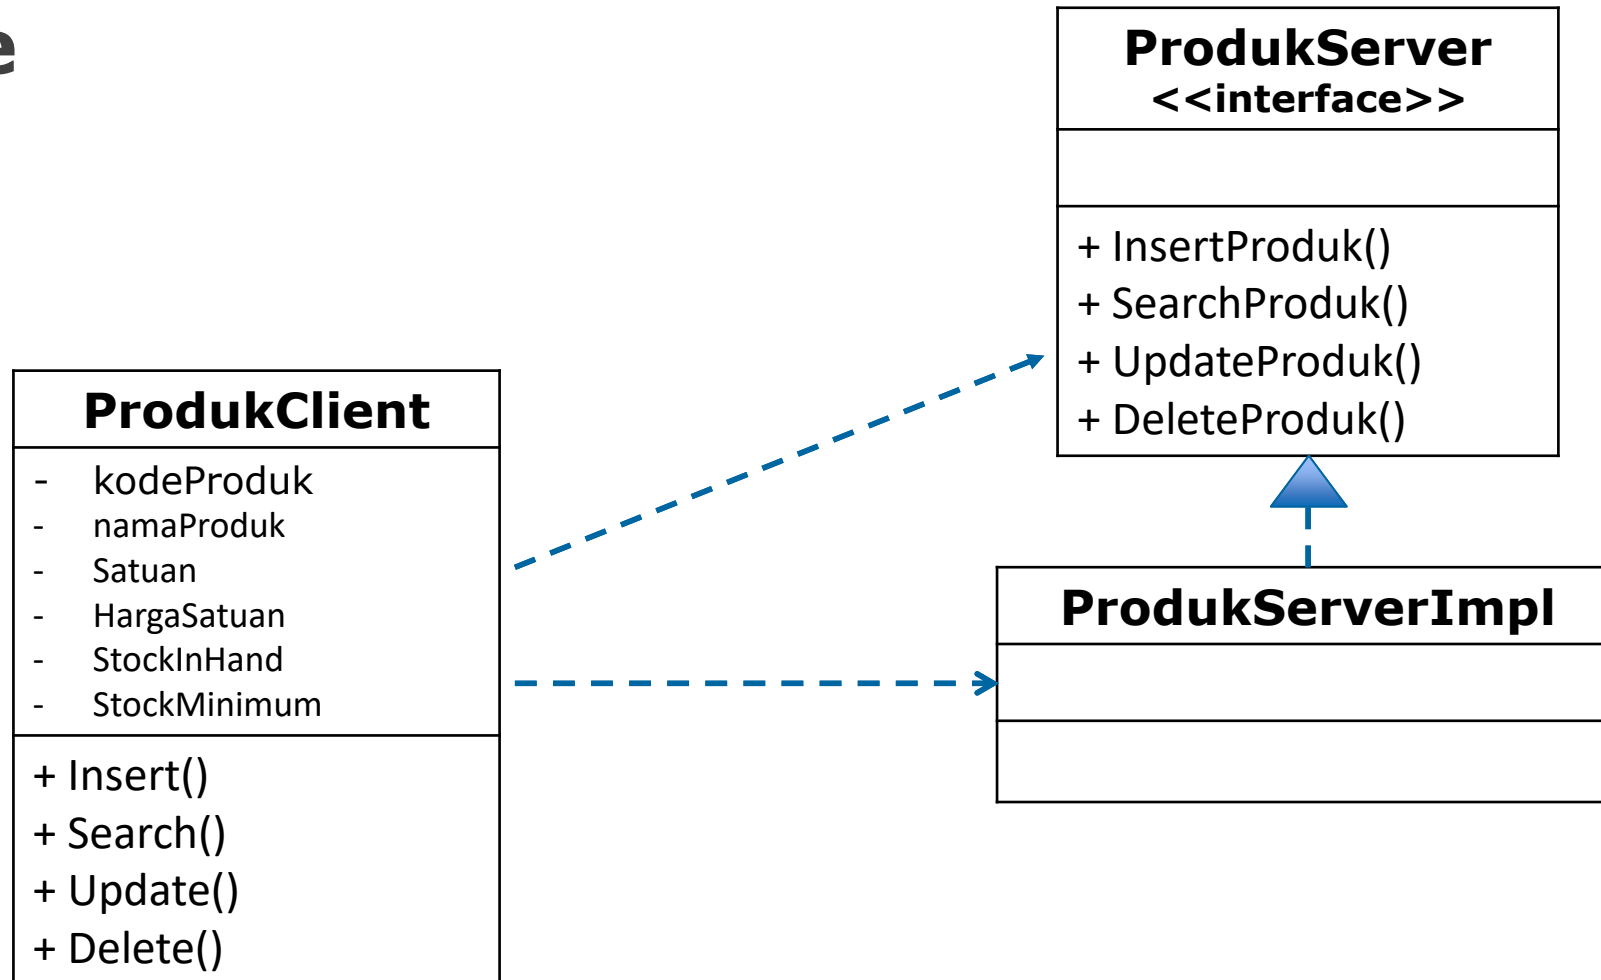 e
ProdukServer
<<interface>>
+ InsertProduk()
+ SearchProduk()
+ UpdateProduk()
+ DeleteProduk()
ProdukClient
- kodeProduk
- namaProduk
- Satuan
- HargaSatuan
- StockInHand
- StockMinimum
+ Insert()
+ Search()
+ Update()
+ Delete()
ProdukServerImpl